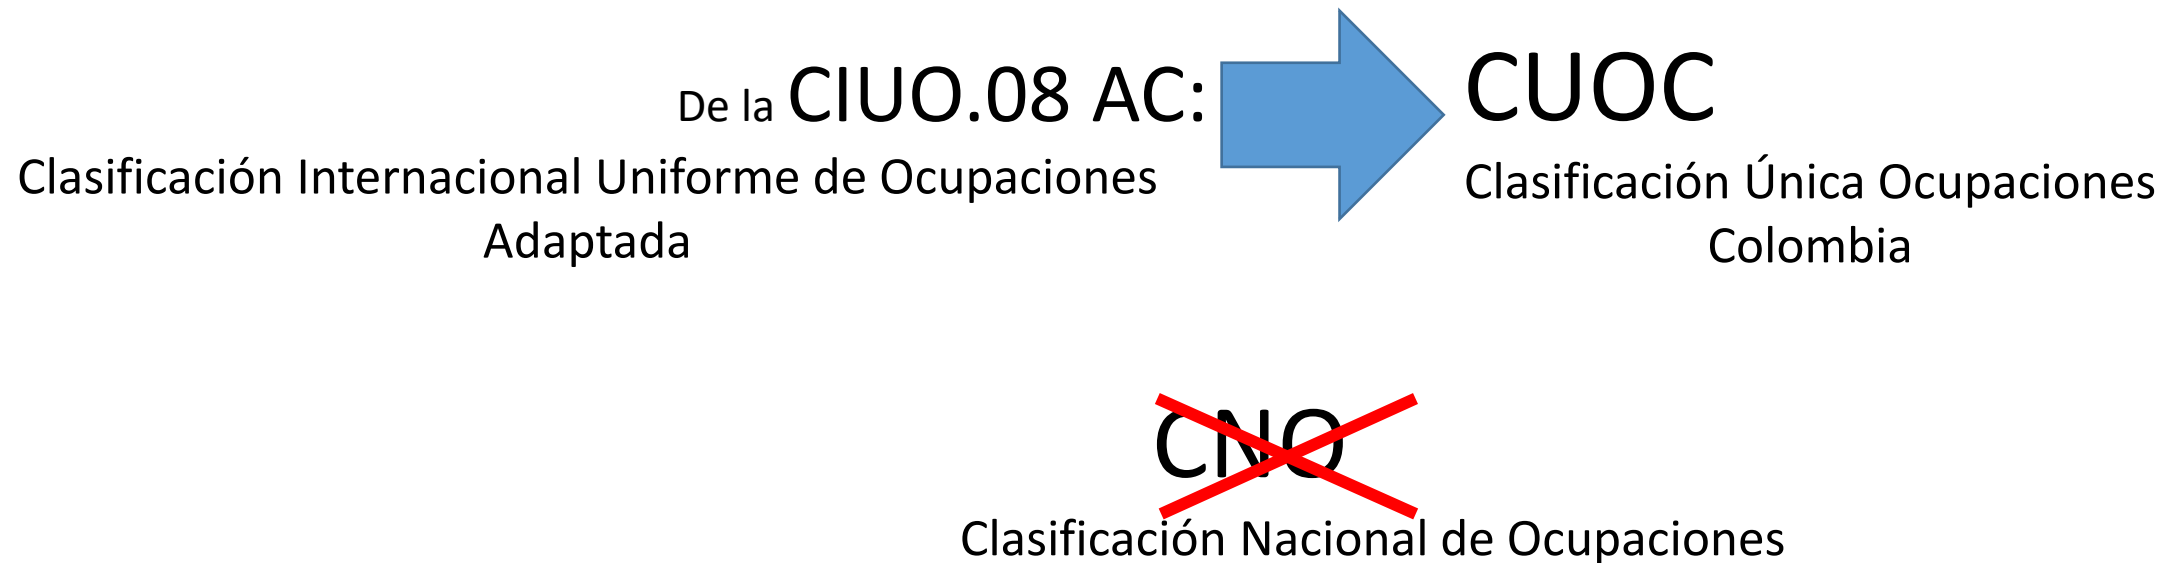 De la CIUO.08 AC:
Clasificación Internacional Uniforme de Ocupaciones
Adaptada
CUOC
Clasificación Única Ocupaciones
Colombia
CNO
Clasificación Nacional de Ocupaciones